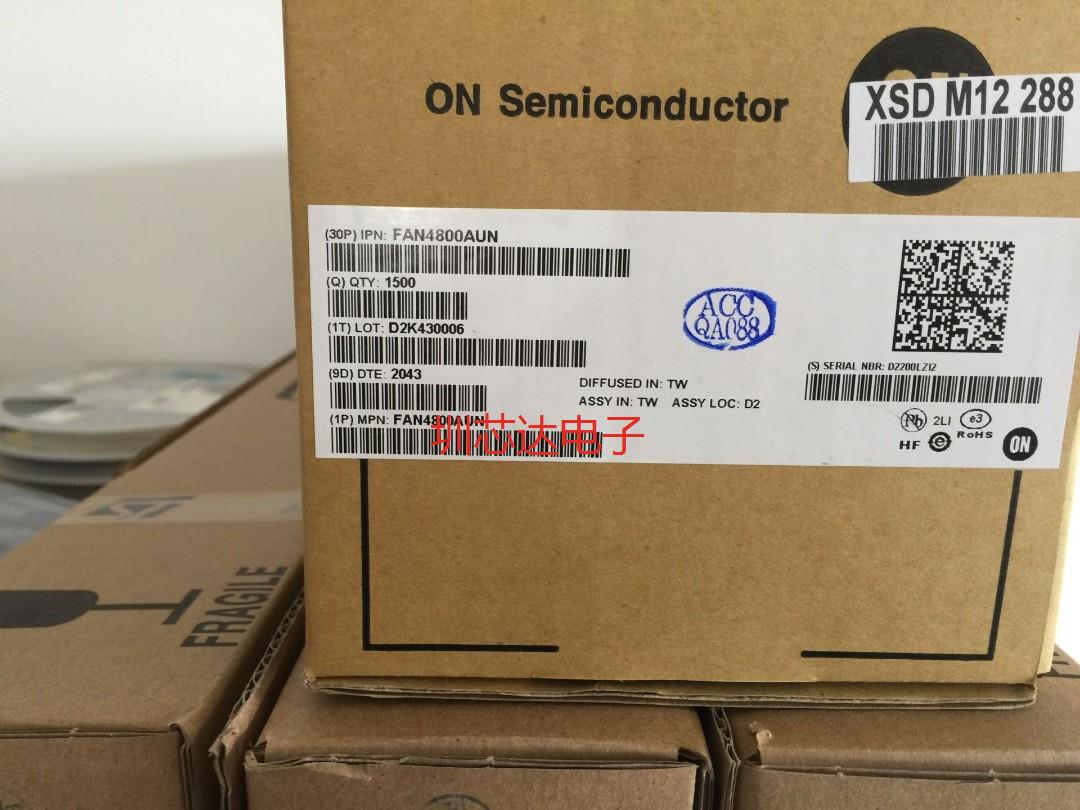 ON Semiconductor
XSD M12 288
(30P) IPN: FAN4800AUN
(Q) QTY: 1500
(1T) LOT: D2K430006
(9D) DTE: 2043
(1P) MPN: FAN4800AUN
ACC
QA088
DIFFUSED IN: TW
ASSY IN: TW ASSY LOC: D2
(S) SERIAL NBR: D2200LZI2
Pb 2LI e3
HF e RoHS ON
圳芯达电子
FRAGILE